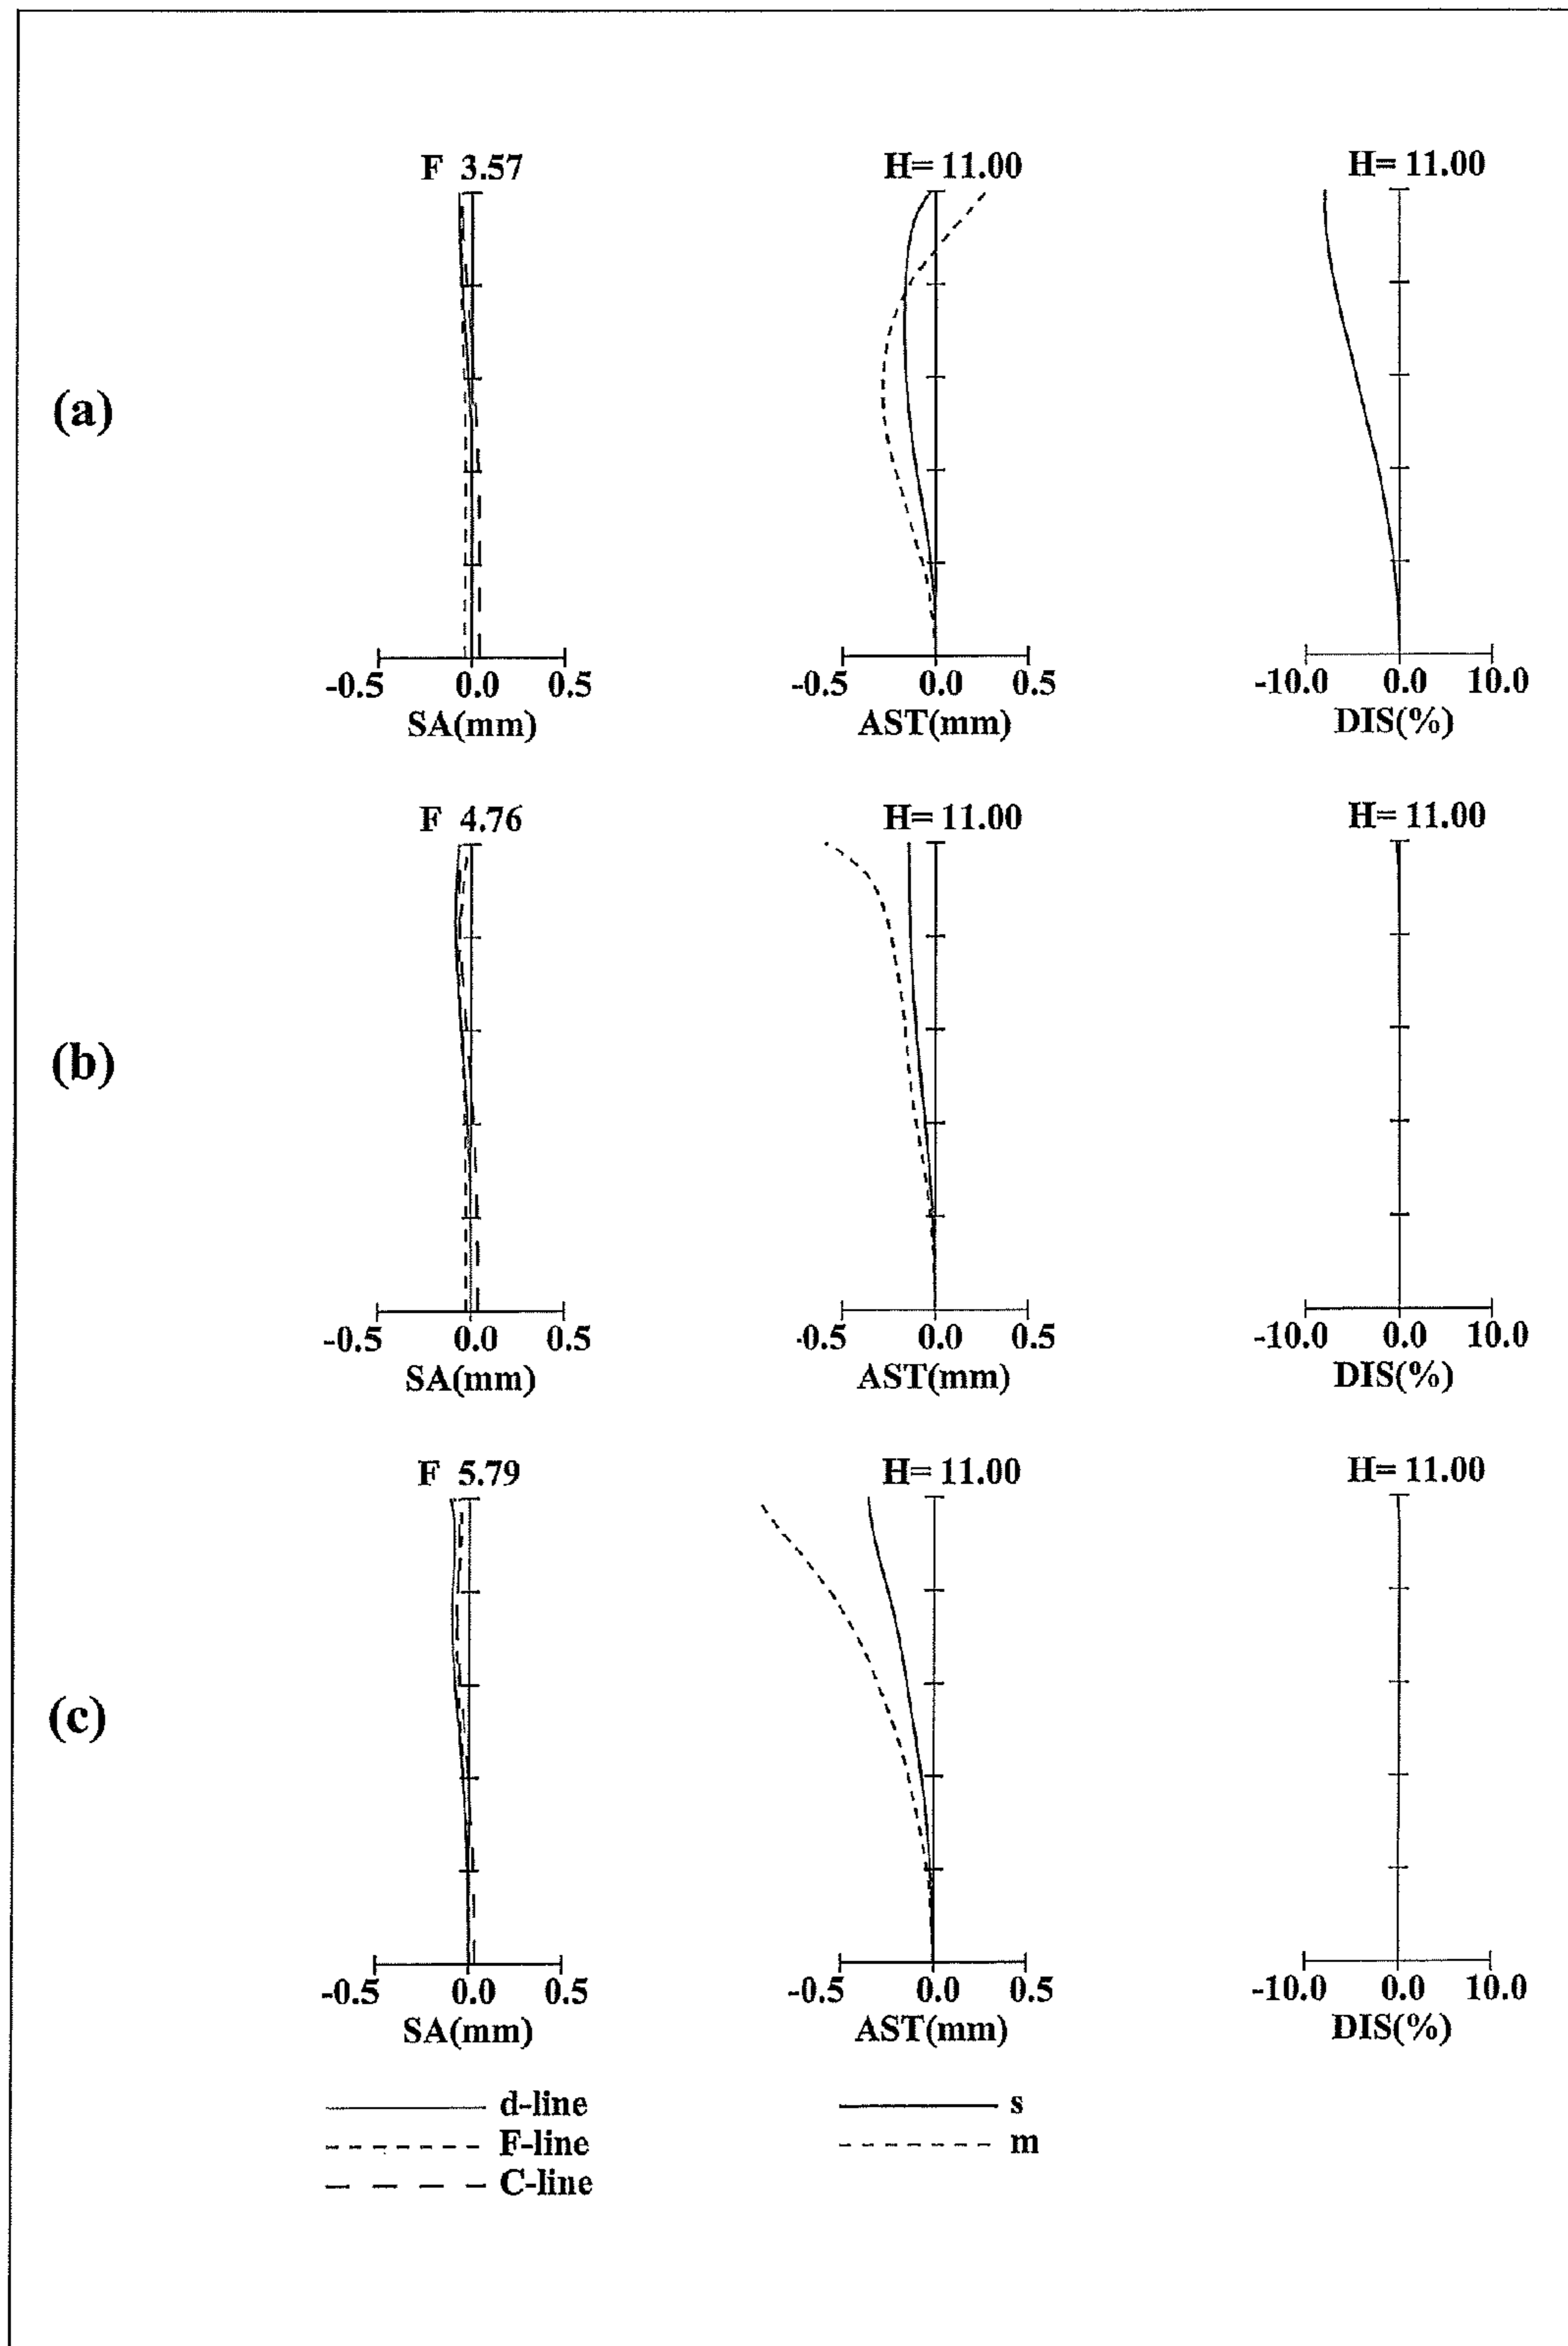 F 3.57 H= 11.00 H= 11.00
(a)
-0.5 0.0 0.5 -0.5 0.0 0.5 -10.0 0.0 10.0
SA(mm) AST(mm) DIS(%)
F 4.76 H= 11.00 H= 11.00
(b)
-0.5 0.0 0.5 -0.5 0.0 0.5 -10.0 0.0 10.0
SA(mm) AST(mm) DIS(%)
F 5.79 H= 11.00 H= 11.00
(c)
-0.5 0.0 0.5 -0.5 0.0 0.5 -10.0 0.0 10.0
SA(mm) AST(mm) DIS(%)
d-line s
F-line m
C-line